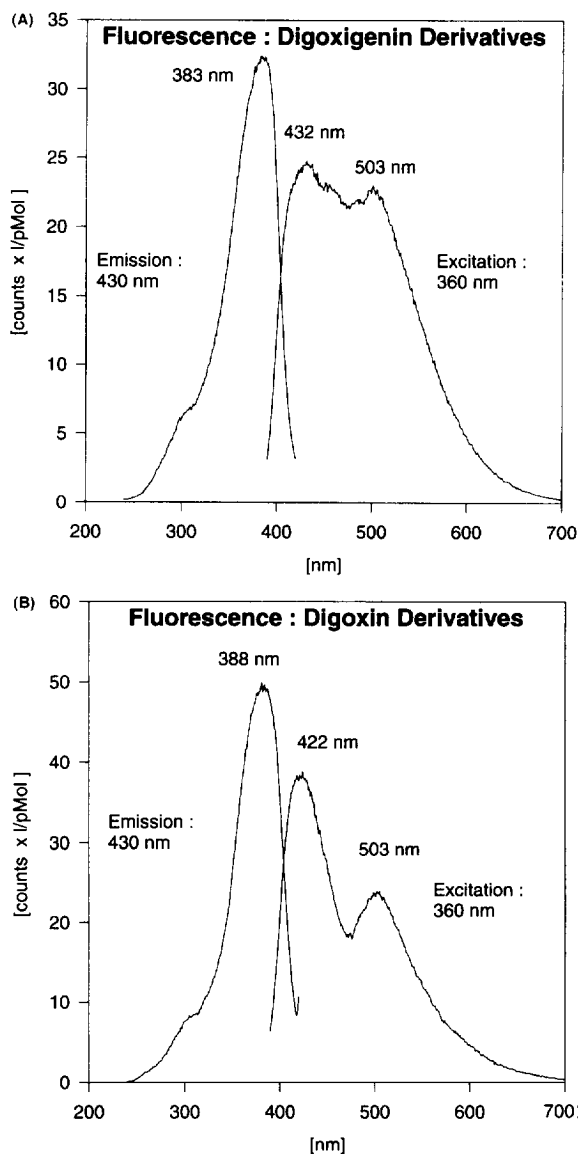 (A)
Fluorescence : Digoxigenin Derivatives
35
30
25
20
15
10
5
0
[counts x l/pMol ]
383 nm
432 nm
503 nm
Emission :
430 nm
Excitation :
360 nm
200 300 400 500 600 700
[nm]
(B)
Fluorescence : Digoxin Derivatives
60
50
40
30
20
10
0
[counts x l/pMol ]
388 nm
422 nm
503 nm
Emission :
430 nm
Excitation :
360 nm
200 300 400 500 600 700
[nm]